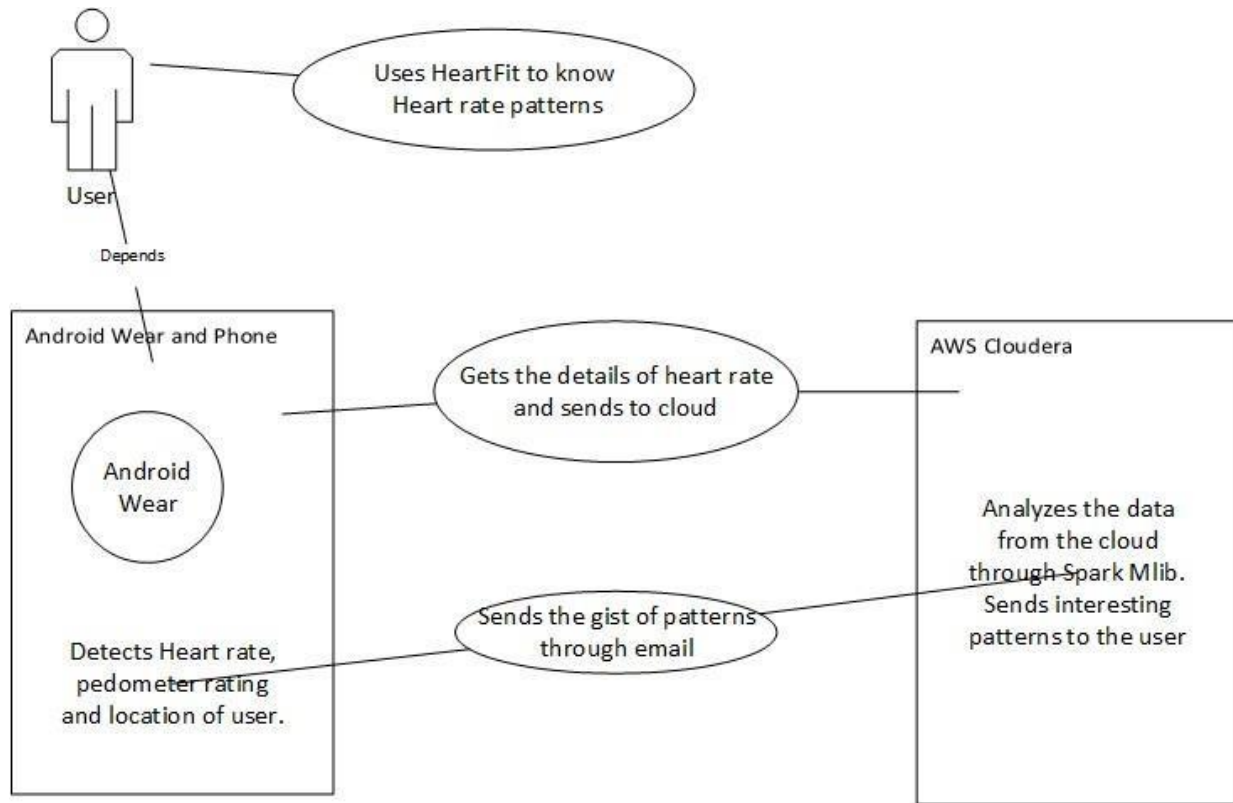 Uses HeartFit to know
Heart rate patterns
User
Depends
Android Wear and Phone
Android
Wear
Detects Heart rate,
pedometer rating
and location of user.
Gets the details of heart rate
and sends to cloud
Sends the gist of patterns
through email
AWS Cloudera
Analyzes the data
from the cloud
through Spark Mlib.
Sends interesting
patterns to the user